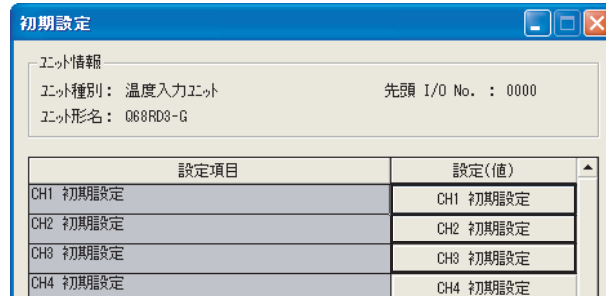 初期設定
ユニット情報
ユニット種別： 温度入力ユニット 先頭 I/O No. : 0000
ユニット形名： Q68RD3-G
設定項目 設定(値)
CH1 初期設定 CH1 初期設定
CH2 初期設定 CH2 初期設定
CH3 初期設定 CH3 初期設定
CH4 初期設定 CH4 初期設定